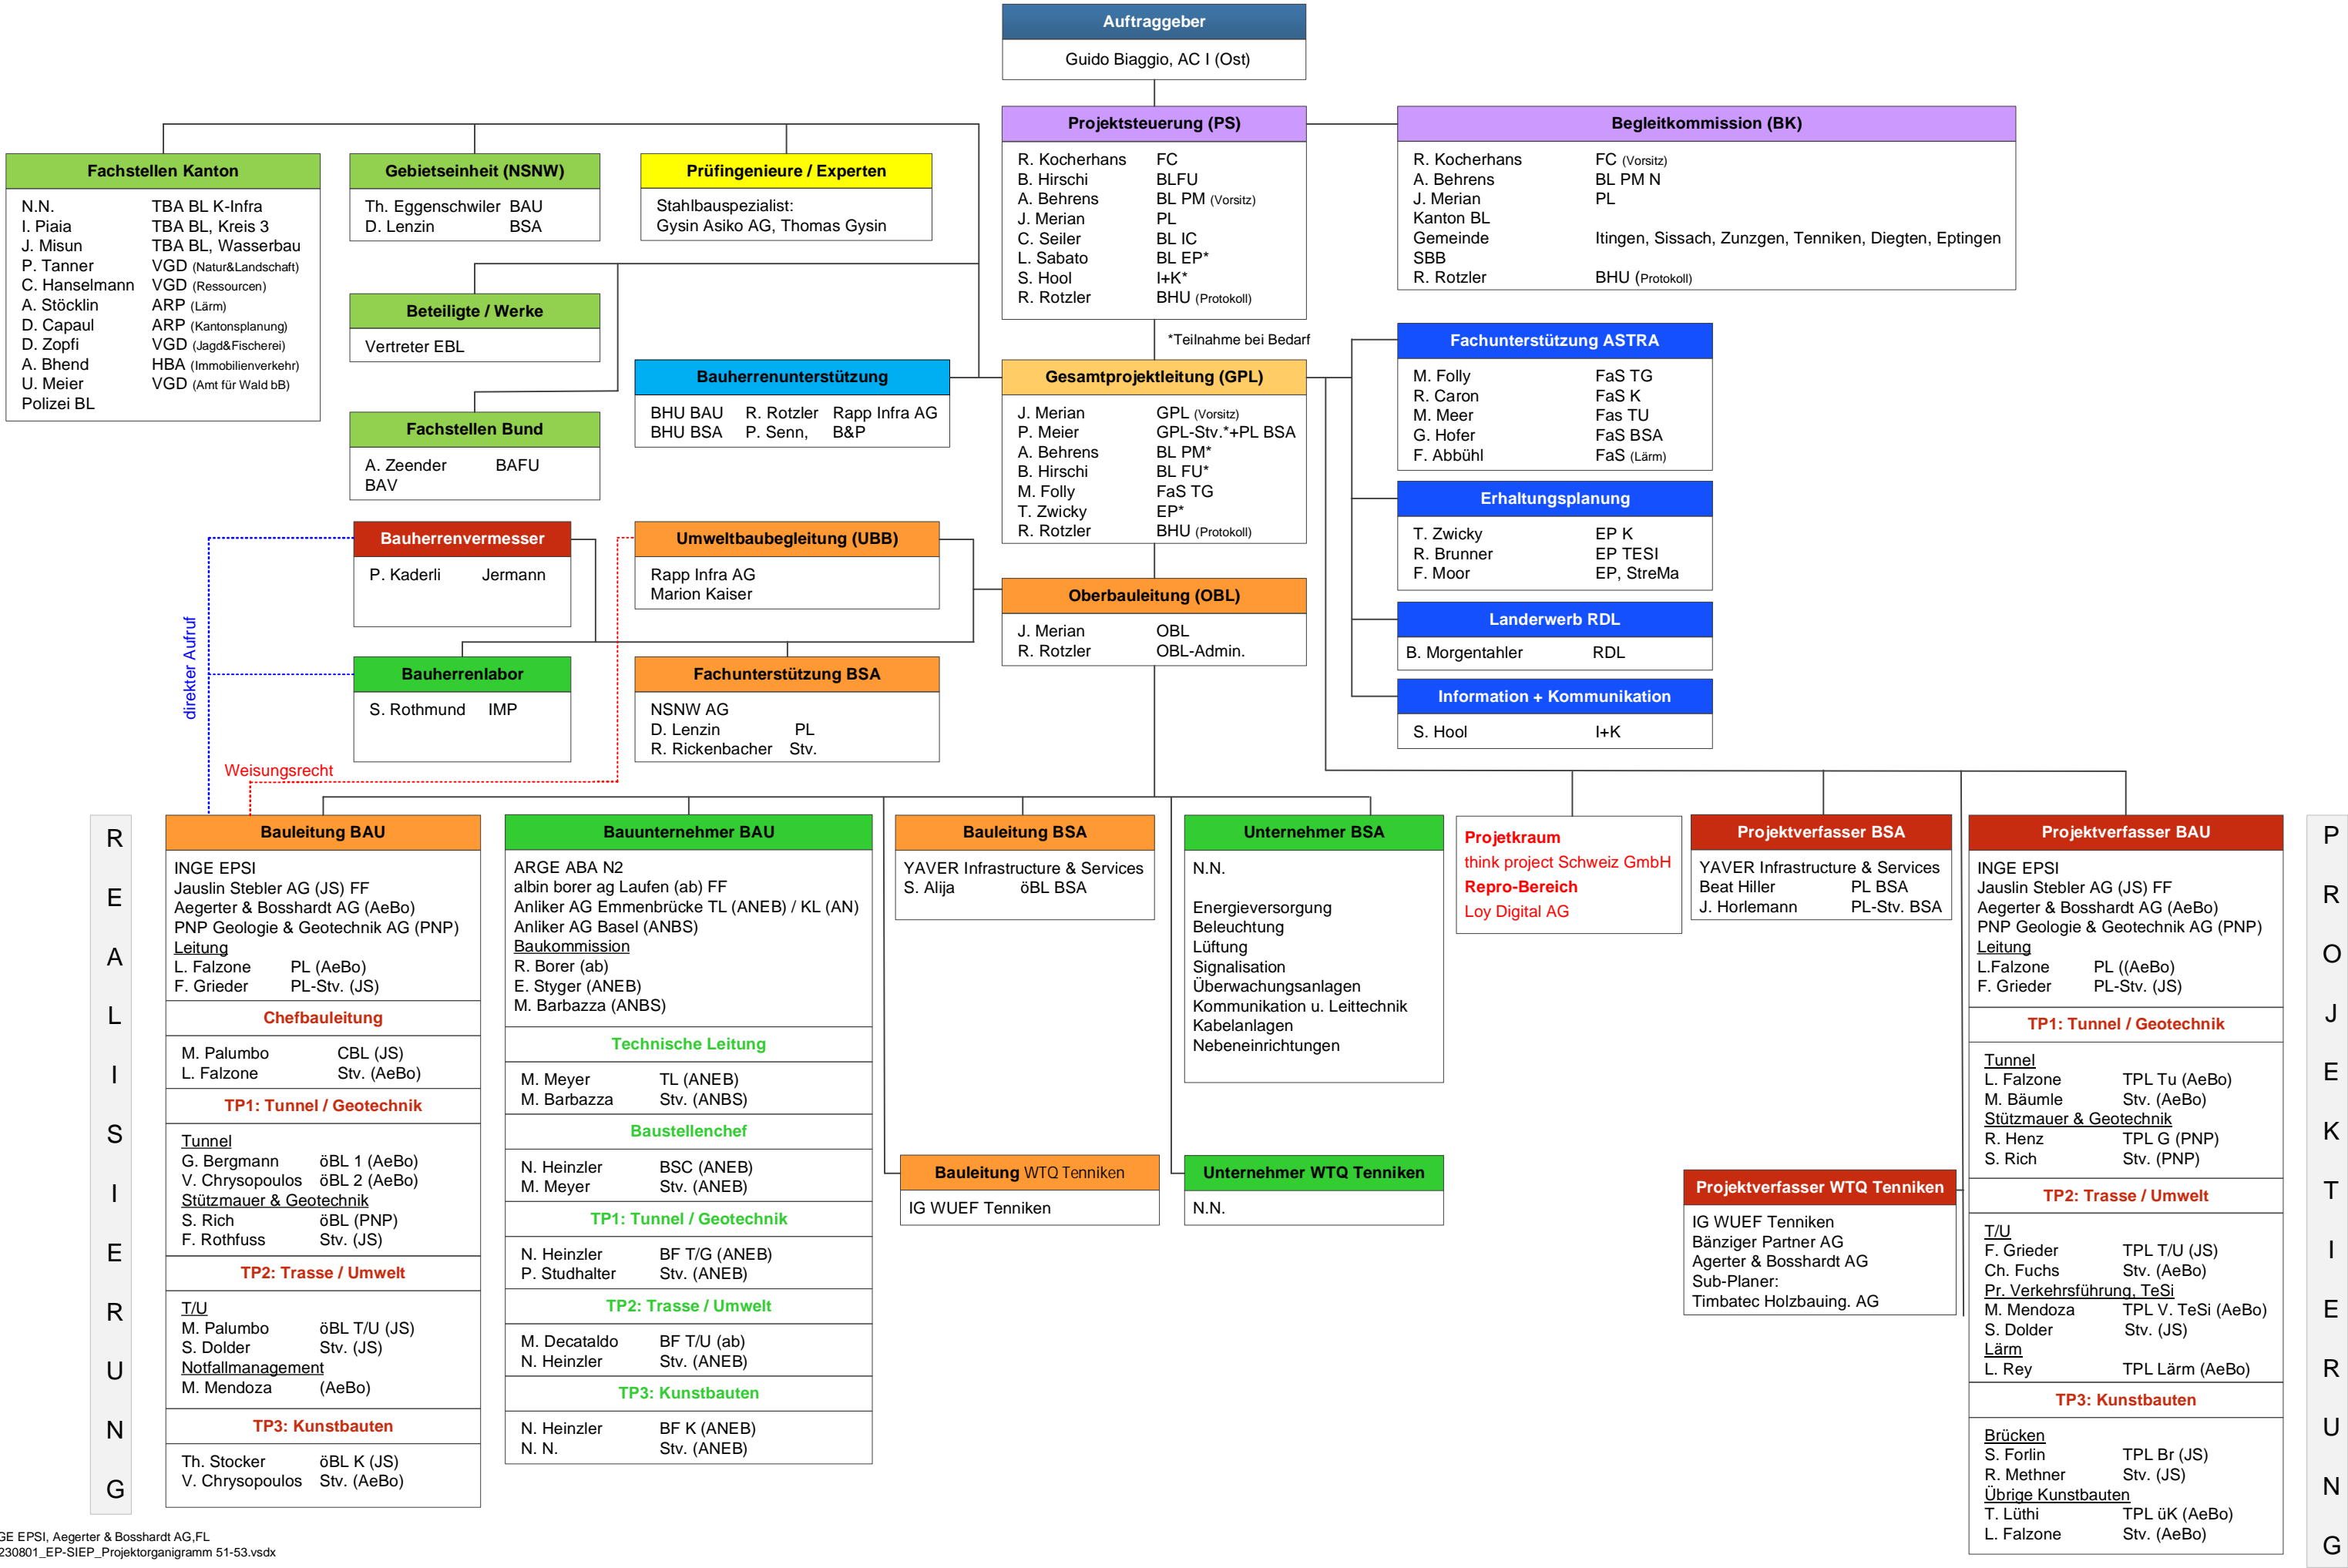 Auftraggeber
Guido Biaggio, AC I (Ost)
Projektsteuerung (PS)
R. Kocherhans FC
B. Hirschi BLFU
A. Behrens BL PM (Vorsitz)
J. Merian PL
C. Seiler BL IC
L. Sabato BL EP*
S. Hool I+K*
R. Rotzler BHU (Protokoll)
*Teilnahme bei Bedarf
Begleitkommission (BK)
R. Kocherhans FC (Vorsitz)
A. Behrens BL PM N
J. Merian PL
Kanton BL
Gemeinde Itingen, Sissach, Zunzgen, Tenniken, Diegten, Eptingen
SBB
R. Rotzler BHU (Protokoll)
Fachstellen Kanton
N.N. TBA BL K-Infra
I. Piaia TBA BL, Kreis 3
J. Misun TBA BL, Wasserbau
P. Tanner VGD (Natur&Landschaft)
C. Hanselmann VGD (Ressourcen)
A. Stöcklin ARP (Lärm)
D. Capaul ARP (Kantonsplanung)
D. Zopfi VGD (Jagd&Fischerei)
A. Bhend HBA (Immobilienverkehr)
U. Meier VGD (Amt für Wald bB)
Polizei BL
Gebietseinheit (NSNW)
Th. Eggenschwiler BAU
D. Lenzin BSA
Prüfingenieure / Experten
Stahlbauspezialist:
Gysin Asiko AG, Thomas Gysin
Beteiligte / Werke
Vertreter EBL
Bauherrenunterstützung
BHU BAU R. Rotzler Rapp Infra AG
BHU BSA P. Senn, B&P
Fachstellen Bund
A. Zeender BAFU
BAV
Gesamtprojektleitung (GPL)
J. Merian GPL (Vorsitz)
P. Meier GPL-Stv.*+PL BSA
A. Behrens BL PM*
B. Hirschi BL FU*
M. Folly FaS TG
T. Zwicky EP*
R. Rotzler BHU (Protokoll)
Fachunterstützung ASTRA
M. Folly FaS TG
R. Caron FaS K
M. Meer Fas TU
G. Hofer FaS BSA
F. Abbühl FaS (Lärm)
Erhaltungsplanung
T. Zwicky EP K
R. Brunner EP TESI
F. Moor EP, StreMa
Landerwerb RDL
B. Morgentahler RDL
Information + Kommunikation
S. Hool I+K
Bauherrenvermesser
P. Kaderli Jermann
Umweltbaubegleitung (UBB)
Rapp Infra AG
Marion Kaiser
Oberbauleitung (OBL)
J. Merian OBL
R. Rotzler OBL-Admin.
direkter Aufruf
Bauherrenlabor
S. Rothmund IMP
Fachunterstützung BSA
NSNW AG
D. Lenzin PL
R. Rickenbacher Stv.
Weisungsrecht
REALISIERUNG
Bauleitung BAU
INGE EPSI
Jauslin Stebler AG (JS) FF
Aegerter & Bosshardt AG (AeBo)
PNP Geologie & Geotechnik AG (PNP)
Leitung
L. Falzone PL (AeBo)
F. Grieder PL-Stv. (JS)
Chefbauleitung
M. Palumbo CBL (JS)
L. Falzone Stv. (AeBo)
TP1: Tunnel / Geotechnik
Tunnel
G. Bergmann öBL 1 (AeBo)
V. Chrysopoulos öBL 2 (AeBo)
Stützmauer & Geotechnik
S. Rich öBL (PNP)
F. Rothfuss Stv. (JS)
TP2: Trasse / Umwelt
T/U
M. Palumbo öBL T/U (JS)
S. Dolder Stv. (JS)
Notfallmanagement
M. Mendoza (AeBo)
TP3: Kunstbauten
Th. Stocker öBL K (JS)
V. Chrysopoulos Stv. (AeBo)
Bauunternehmer BAU
ARGE ABA N2
albin borer ag Laufen (ab) FF
Anliker AG Emmenbrücke TL (ANEB) / KL (AN)
Anliker AG Basel (ANBS)
Baukommission
R. Borer (ab)
E. Styger (ANEB)
M. Barbazza (ANBS)
Technische Leitung
M. Meyer TL (ANEB)
M. Barbazza Stv. (ANBS)
Baustellenchef
N. Heinzler BSC (ANEB)
M. Meyer Stv. (ANEB)
TP1: Tunnel / Geotechnik
N. Heinzler BF T/G (ANEB)
P. Studhalter Stv. (ANEB)
TP2: Trasse / Umwelt
M. Decataldo BF T/U (ab)
N. Heinzler Stv. (ANEB)
TP3: Kunstbauten
N. Heinzler BF K (ANEB)
N. N. Stv. (ANEB)
Bauleitung BSA
YAVER Infrastructure & Services
S. Alija öBL BSA
Bauleitung WTQ Tenniken
IG WUEF Tenniken
Unternehmer BSA
N.N.
Energieversorgung
Beleuchtung
Lüftung
Signalisation
Überwachungsanlagen
Kommunikation u. Leittechnik
Kabelanlagen
Nebeneinrichtungen
Unternehmer WTQ Tenniken
N.N.
Projetkraum
think project Schweiz GmbH
Repro-Bereich
Loy Digital AG
Projektverfasser BSA
YAVER Infrastructure & Services
Beat Hiller PL BSA
J. Horlemann PL-Stv. BSA
Projektverfasser WTQ Tenniken
IG WUEF Tenniken
Bänziger Partner AG
Agerter & Bosshardt AG
Sub-Planer:
Timbatec Holzbauing. AG
Projektverfasser BAU
INGE EPSI
Jauslin Stebler AG (JS) FF
Aegerter & Bosshardt AG (AeBo)
PNP Geologie & Geotechnik AG (PNP)
Leitung
L.Falzone PL ((AeBo)
F. Grieder PL-Stv. (JS)
TP1: Tunnel / Geotechnik
Tunnel
L. Falzone TPL Tu (AeBo)
M. Bäumle Stv. (AeBo)
Stützmauer & Geotechnik
R. Henz TPL G (PNP)
S. Rich Stv. (PNP)
TP2: Trasse / Umwelt
T/U
F. Grieder TPL T/U (JS)
Ch. Fuchs Stv. (AeBo)
Pr. Verkehrsführung, TeSi
M. Mendoza TPL V. TeSi (AeBo)
S. Dolder Stv. (JS)
Lärm
L. Rey TPL Lärm (AeBo)
TP3: Kunstbauten
Brücken
S. Forlin TPL Br (JS)
R. Methner Stv. (JS)
Übrige Kunstbauten
T. Lüthi TPL üK (AeBo)
L. Falzone Stv. (AeBo)
PROJEKTIERUNG
GE EPSI, Aegerter & Bosshardt AG,FL
230801_EP-SIEP_Projektorganigramm 51-53.vsdx